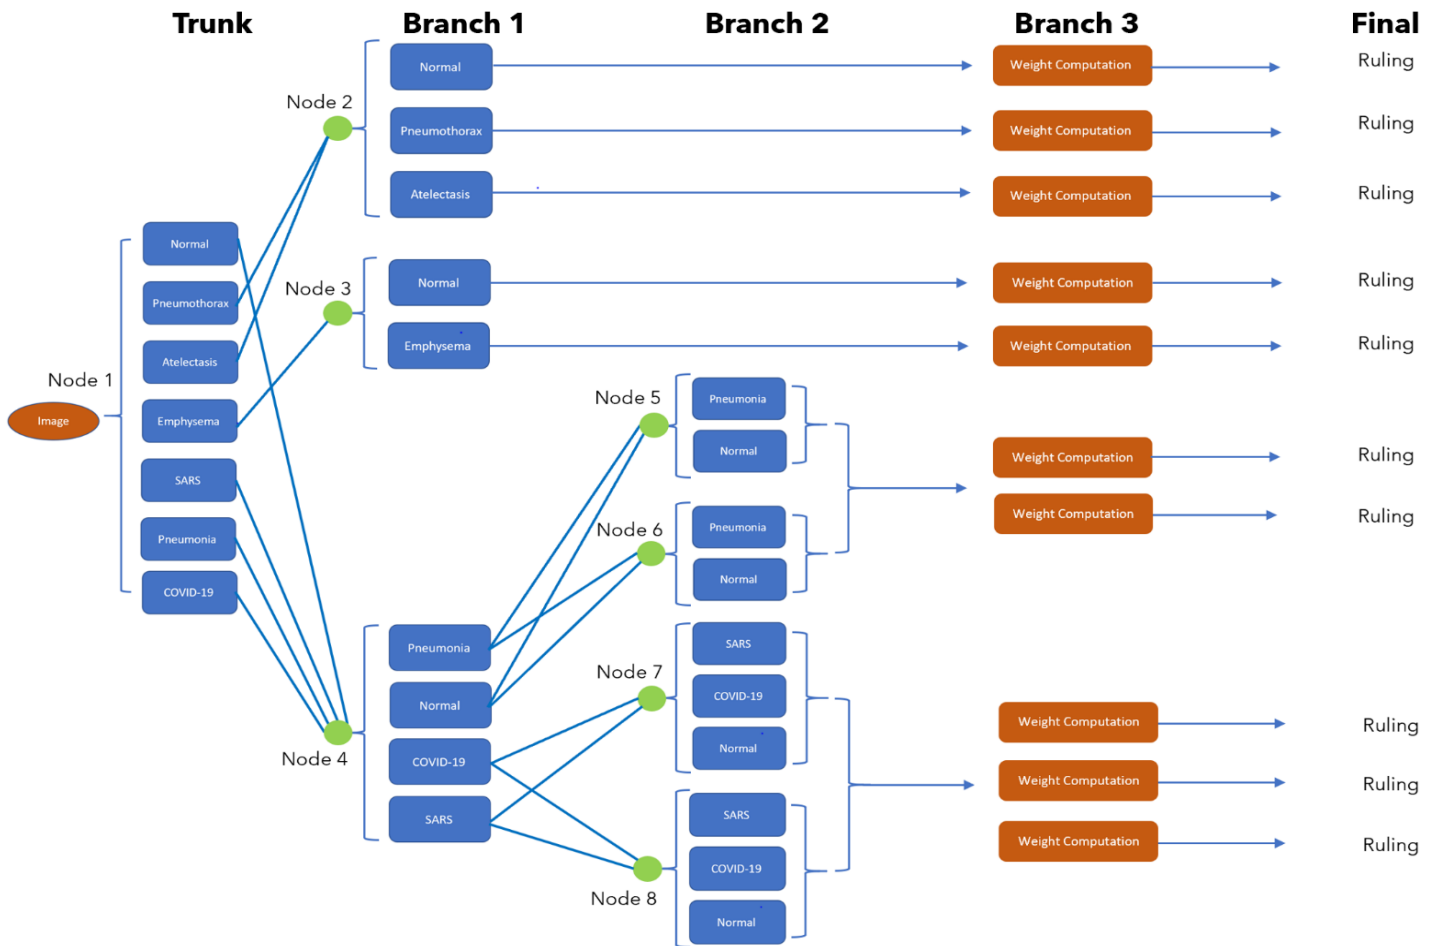 Trunk
Branch 1
Branch 2
Branch 3
Final
Node 1
Image
Normal
Pneumothorax
Atelectasis
Emphysema
SARS
Pneumonia
COVID-19
Node 2
Normal
Pneumothorax
Atelectasis
Node 3
Normal
Emphysema
Node 4
Pneumonia
Normal
COVID-19
SARS
Node 5
Pneumonia
Normal
Node 6
Pneumonia
Normal
Node 7
SARS
COVID-19
Normal
Node 8
SARS
COVID-19
Normal
Weight Computation
Ruling
Weight Computation
Ruling
Weight Computation
Ruling
Weight Computation
Ruling
Weight Computation
Ruling
Weight Computation
Ruling
Weight Computation
Ruling
Weight Computation
Ruling
Weight Computation
Ruling
Weight Computation
Ruling